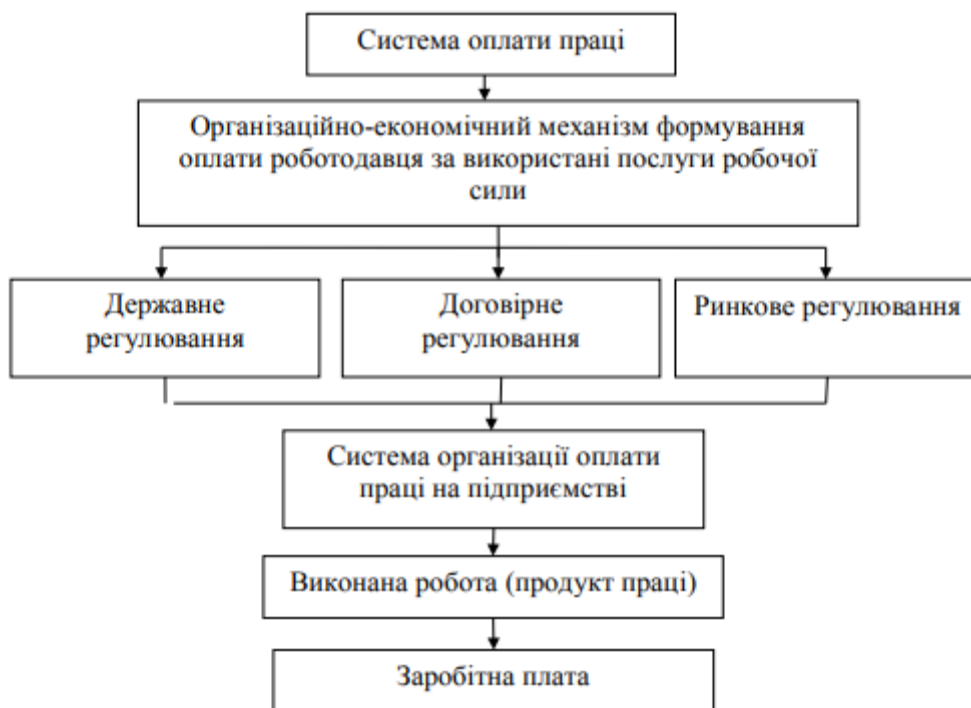 Система оплати праці
Організаційно-економічний механізм формування
оплати роботодавця за використані послуги робочої
сили
Державне
регулювання
Договірне
регулювання
Ринкове регулювання
Система організації оплати
праці на підприємстві
Виконана робота (продукт праці)
Заробітна плата